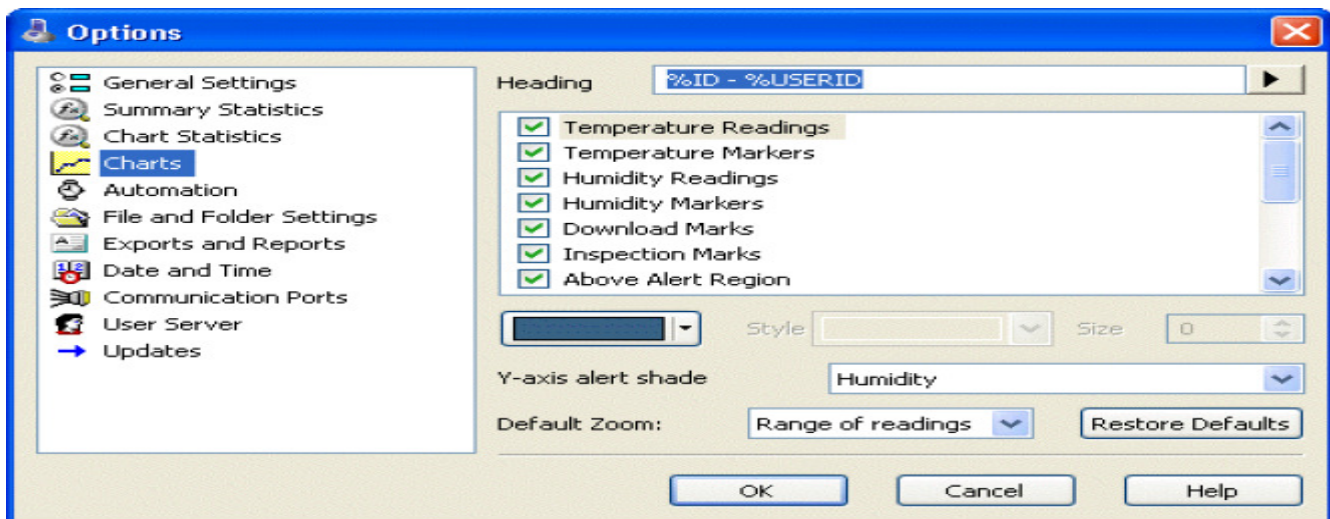 Options
General Settings
Summary Statistics
Chart Statistics
Charts
Automation
File and Folder Settings
Exports and Reports
Date and Time
Communication Ports
User Server
Updates
Heading %ID - %USERID
Temperature Readings
Temperature Markers
Humidity Readings
Humidity Markers
Download Marks
Inspection Marks
Above Alert Region
Style Size 0
Y-axis alert shade Humidity
Default Zoom: Range of readings Restore Defaults
OK Cancel Help